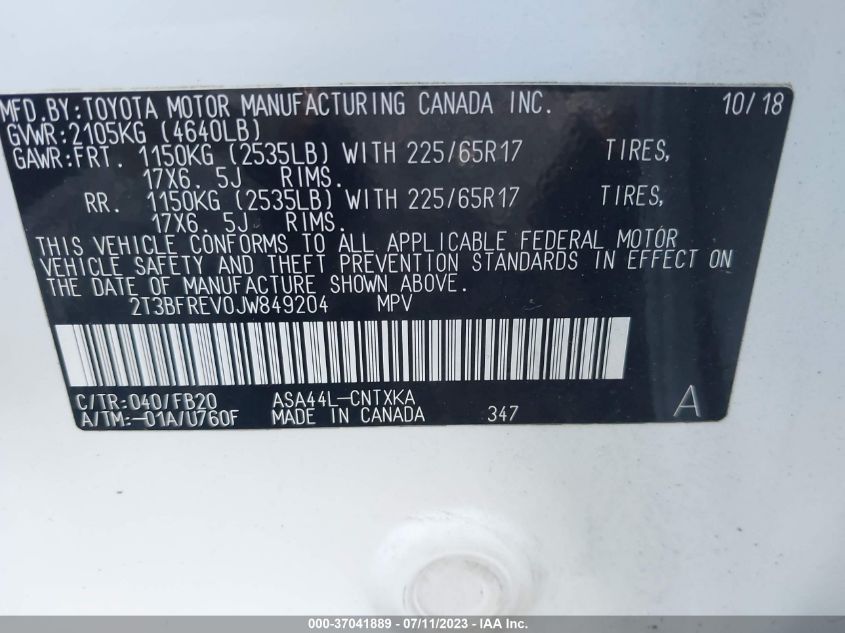 MFD.BY:TOYOTA MOTOR MANUFACTURING CANADA INC. 10/18
GVWR:2105KG (4640LB)
GAWR:FRT. 1150KG (2535LB) WITH 225/65R17 TIRES,
17X6. 5J RIMS.
RR. 1150KG (2535LB) WITH 225/65R17 TIRES,
17X6. 5J RIMS.
THIS VEHICLE CONFORMS TO ALL APPLICABLE FEDERAL MOTOR
VEHICLE SAFETY AND THEFT PREVENTION STANDARDS IN EFFECT ON
THE DATE OF MANUFACTURE SHOWN ABOVE.
2T3BFREV0JW849204 MPV
C/TR:040/FB20 ASA44L-CNTXKA
A/TM:-01A/U760F MADE IN CANADA 347 A
000-37041889 - 07/11/2023 - IAA Inc.